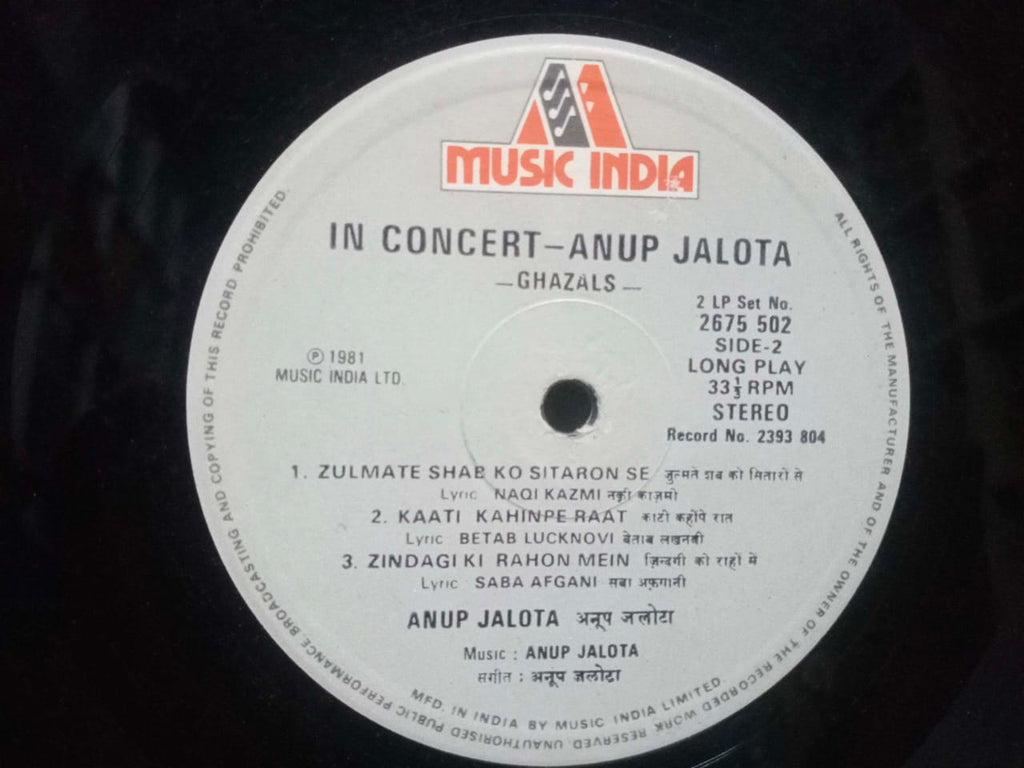 MUSIC INDIA
IN CONCERT–ANUP JALOTA
–GHAZALS–
2 LP Set No.
2675 502
SIDE-2
LONG PLAY
33⅓ RPM
STEREO
Record No. 2393 804
Ⓟ 1981
MUSIC INDIA LTD.
1. ZULMATE SHAB KO SITARON SE जुल्मते शब को सितारों से
Lyric NAQI KAZMI नक़ी काज़मी
2. KAATI KAHINPE RAAT काटी कहींपे रात
Lyric BETAB LUCKNOVI बेताब लखनवी
3. ZINDAGI KI RAHON MEIN ज़िन्दगी की राहों में
Lyric SABA AFGANI सबा अफ़गानी
ANUP JALOTA अनूप जलोटा
Music : ANUP JALOTA
संगीत : अनूप जलोटा
MFD. IN INDIA BY MUSIC INDIA LIMITED
ALL RIGHTS OF THE MANUFACTURER AND OF THE OWNER OF THE RECORDED WORK RESERVED UNAUTHORISED PUBLIC PERFORMANCE BROADCASTING AND COPYING OF THIS RECORD PROHIBITED.